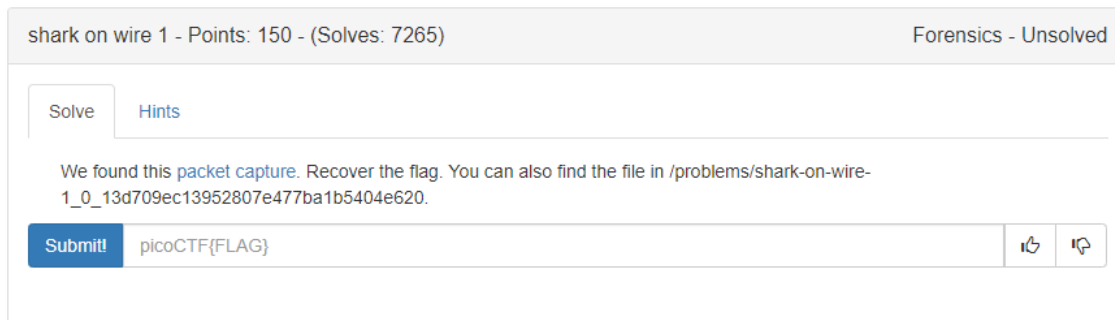 shark on wire 1 - Points: 150 - (Solves: 7265)
Forensics - Unsolved
Solve
Hints
We found this packet capture. Recover the flag. You can also find the file in /problems/shark-on-wire-
1_0_13d709ec13952807e477ba1b5404e620.
Submit!
picoCTF{FLAG}